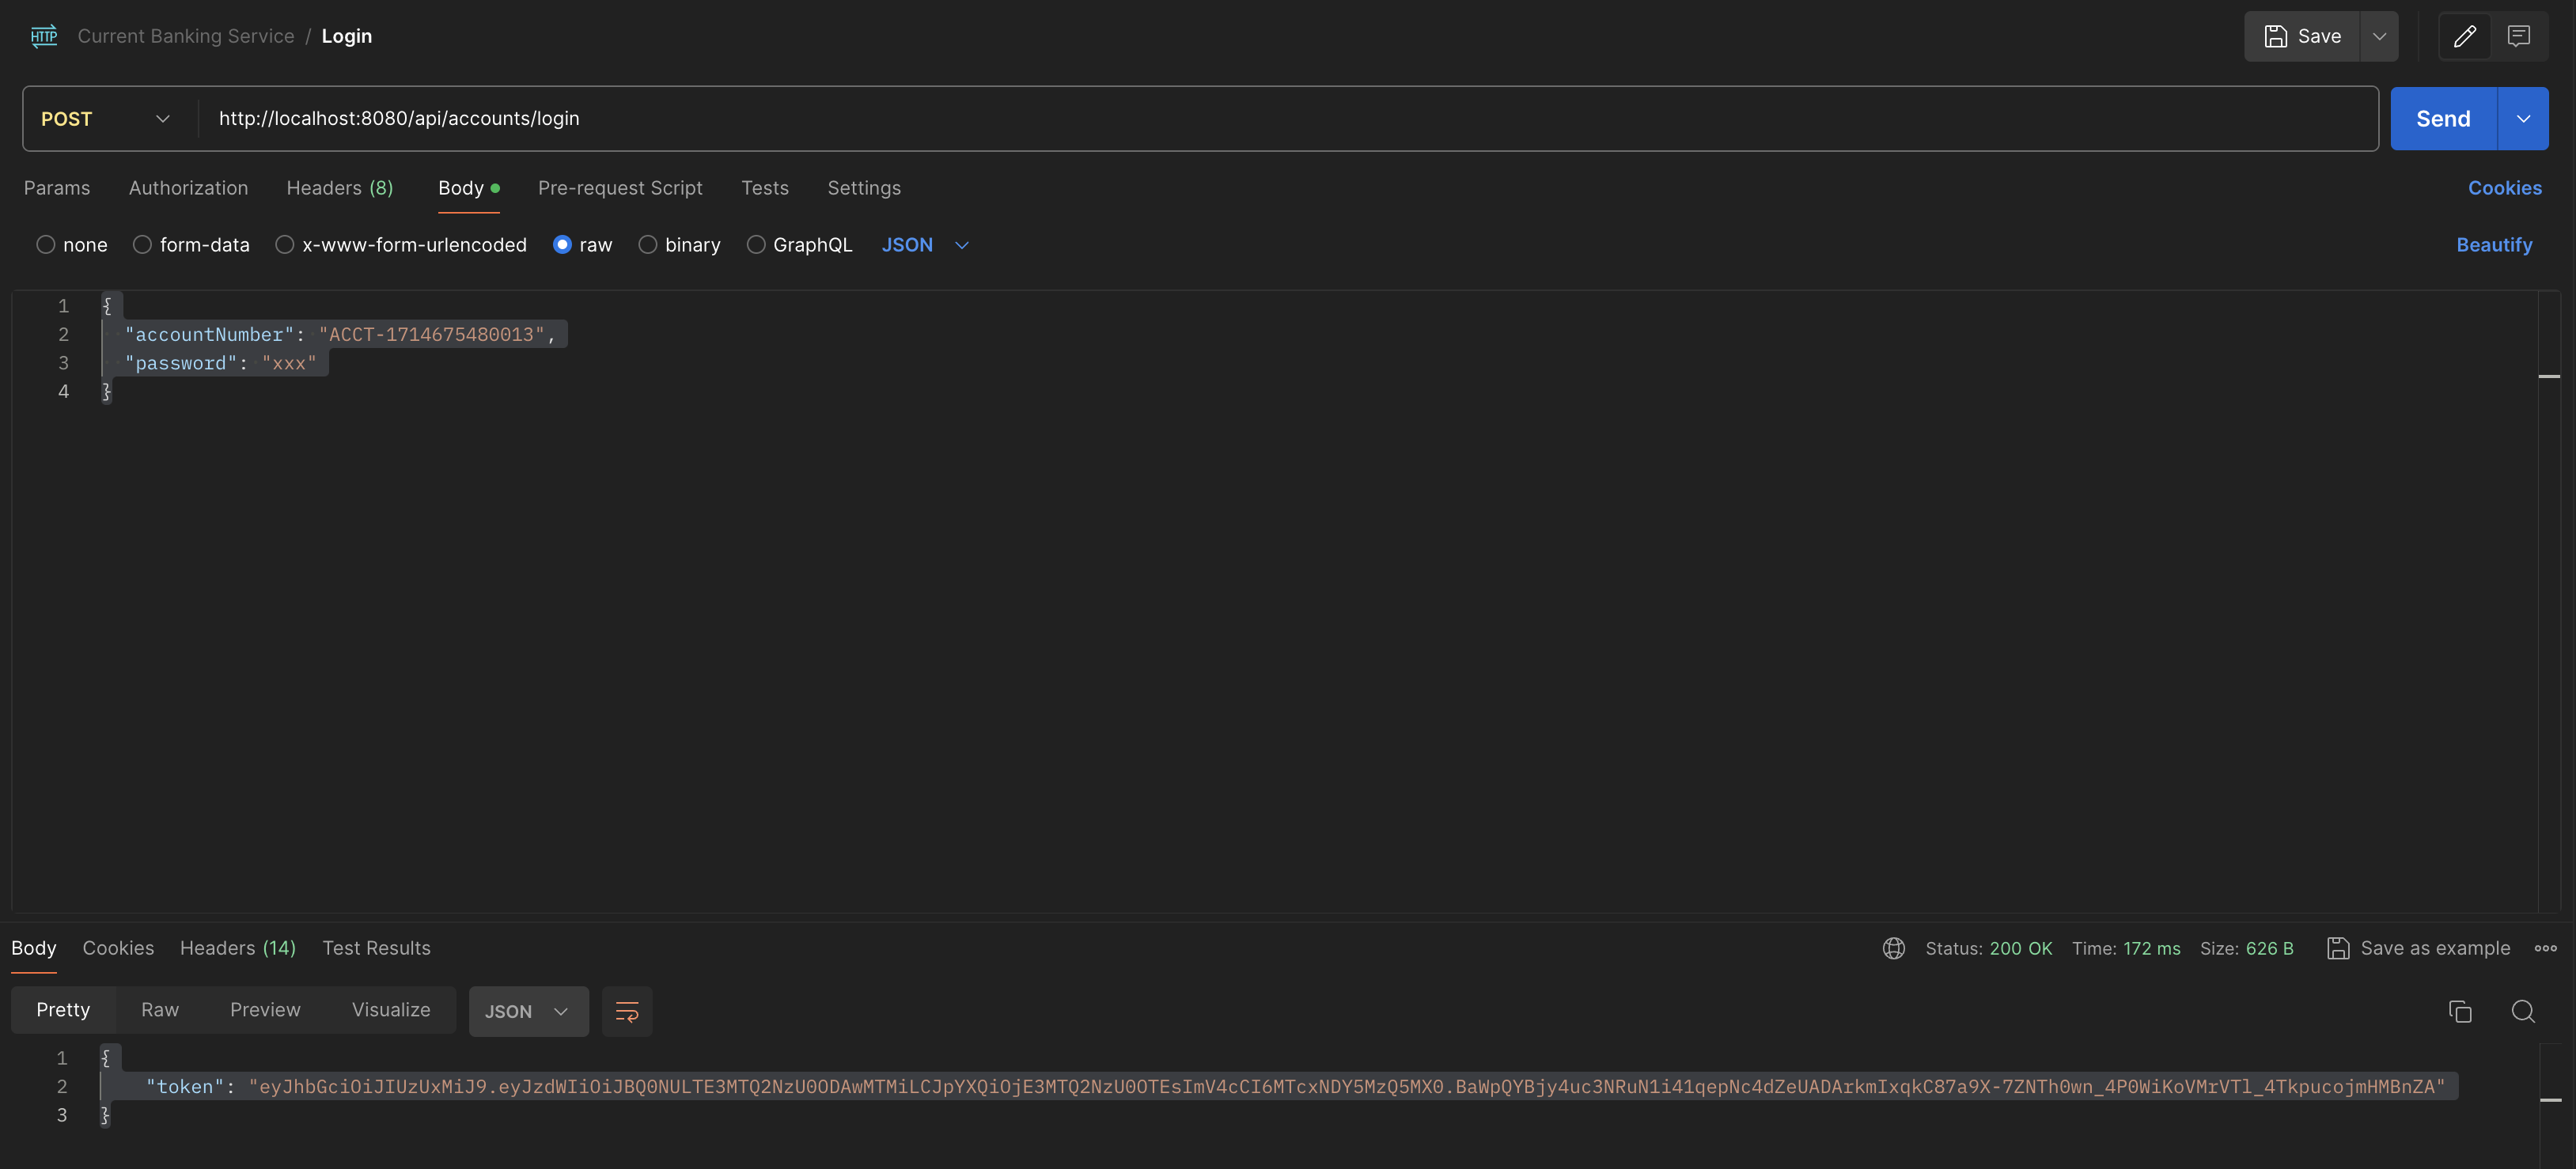 HTTP Current Banking Service / Login Save
POST http://localhost:8080/api/accounts/login Send
Params Authorization Headers (8) Body Pre-request Script Tests Settings Cookies
none form-data x-www-form-urlencoded raw binary GraphQL JSON Beautify
1 {
2 "accountNumber": "ACCT-1714675480013",
3 "password": "xxx"
4 }
Body Cookies Headers (14) Test Results Status: 200 OK Time: 172 ms Size: 626 B Save as example
Pretty Raw Preview Visualize JSON
1 {
2 "token": "eyJhbGciOiJIUzUxMiJ9.eyJzdWIiOiJBQ0NULTE3MTQ2NzU0ODAwMTMiLCJpYXQiOjE3MTQ2NzU0OTEsImV4cCI6MTcxNDY5MzQ5MX0.BaWpQYBjy4uc3NRuN1i41qepNc4dZeUADArkmIxqkC87a9X-7ZNTh0wn_4P0WiKoVMrVTl_4TkpucojmHMBnZA"
3 }